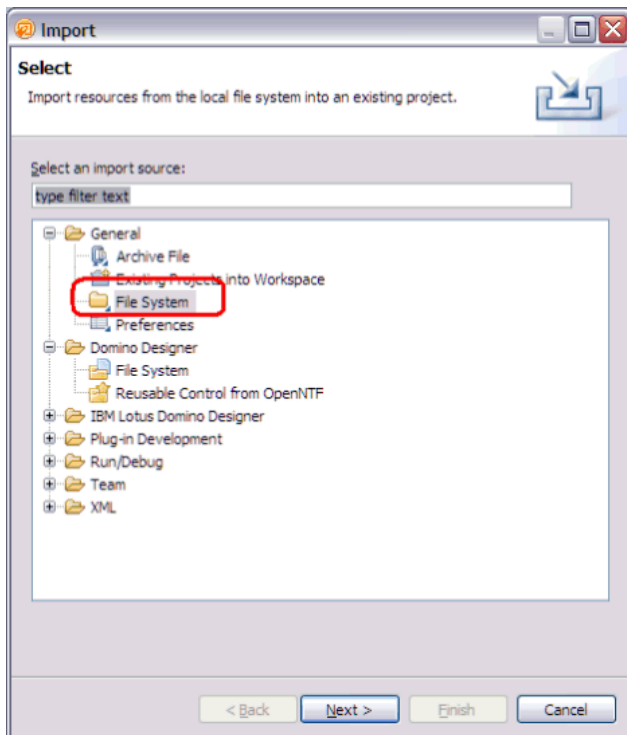 Import
Select
Import resources from the local file system into an existing project.
Select an import source:
type filter text
General
Archive File
Existing Projects into Workspace
File System
Preferences
Domino Designer
File System
Reusable Control from OpenNTF
IBM Lotus Domino Designer
Plug-in Development
Run/Debug
Team
XML
< Back Next > Finish Cancel